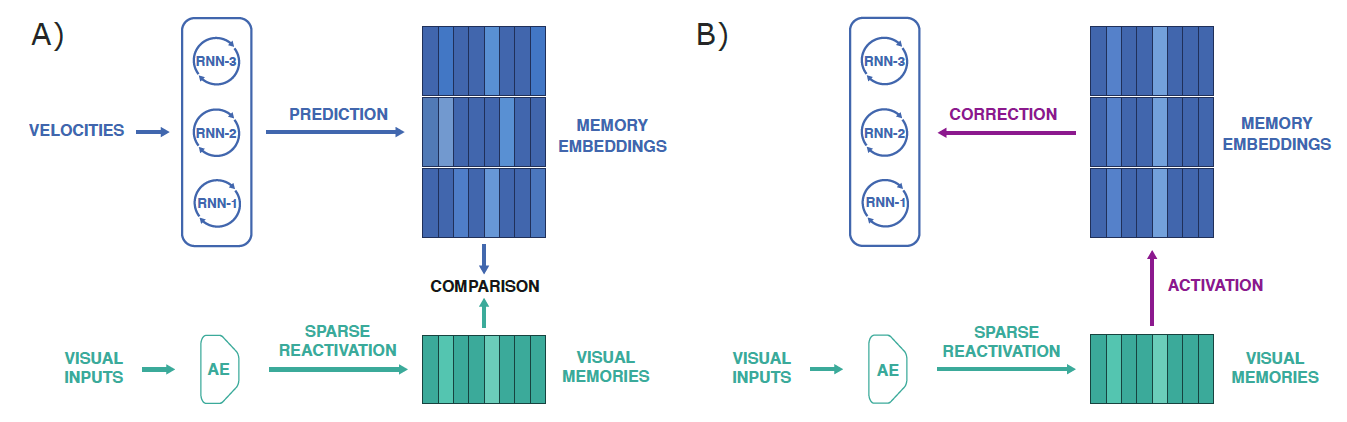 A)
RNN-3
RNN-2
RNN-1
VELOCITIES
PREDICTION
MEMORY
EMBEDDINGS
COMPARISON
VISUAL
INPUTS
AE
SPARSE
REACTIVATION
VISUAL
MEMORIES
B)
RNN-3
RNN-2
RNN-1
CORRECTION
MEMORY
EMBEDDINGS
ACTIVATION
VISUAL
INPUTS
AE
SPARSE
REACTIVATION
VISUAL
MEMORIES